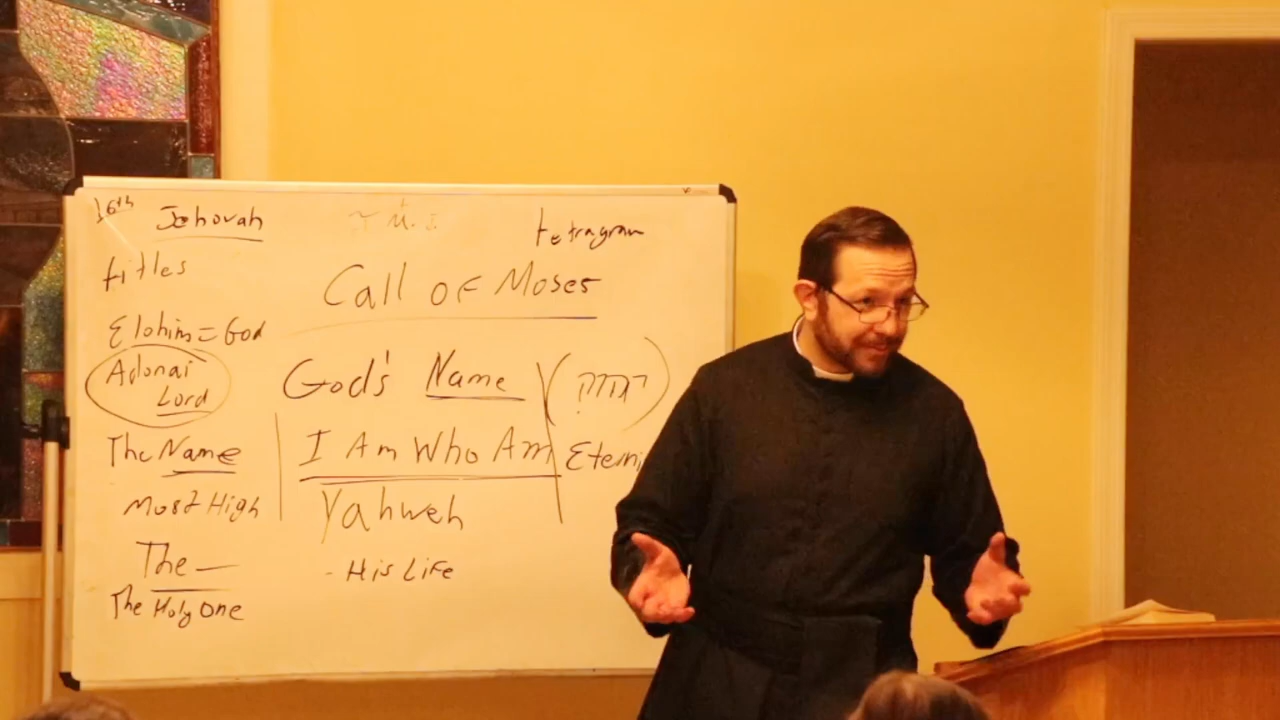 16th
Jehovah
tetragram
titles
Call of Moses
Elohim = God
Adonai
Lord
God's Name
The Name
I Am Who Am
Eterni
Most High
Yahweh
The —
- His Life
The Holy One